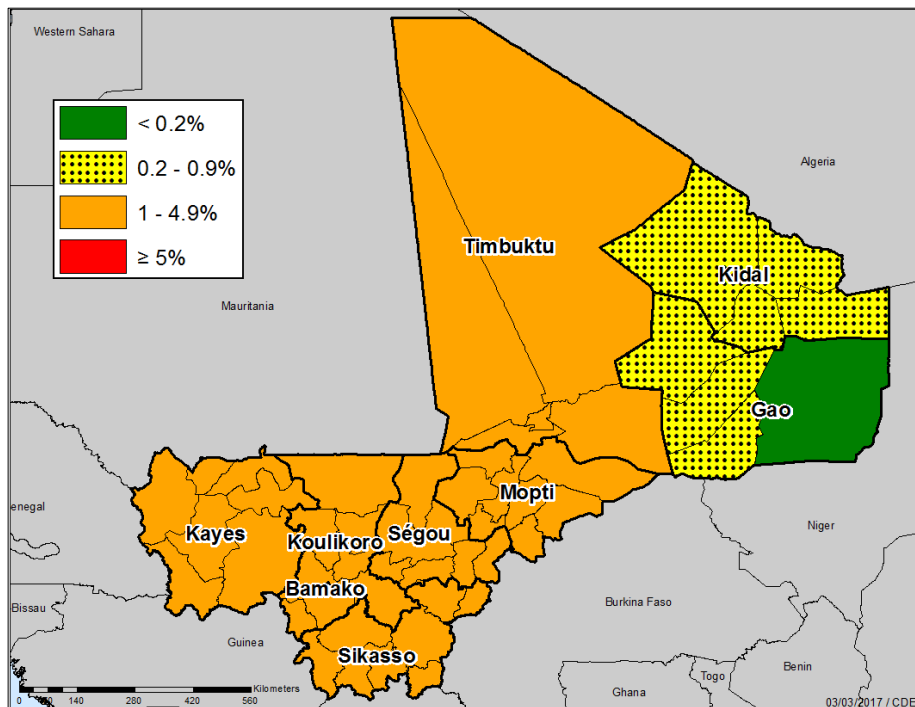 Western Sahara
< 0.2%
0.2 - 0.9%
1 - 4.9%
≥ 5%
Algeria
Timbuktu
Kidal
Mauritania
Gao
Mopti
enegal
Kayes
Koulikoro
Ségou
Niger
Bamako
Bissau
Burkina Faso
Guinea
Sikasso
Benin
Togo
Ghana
Kilometers
0 70 140 280 420 560
03/03/2017 / CDE